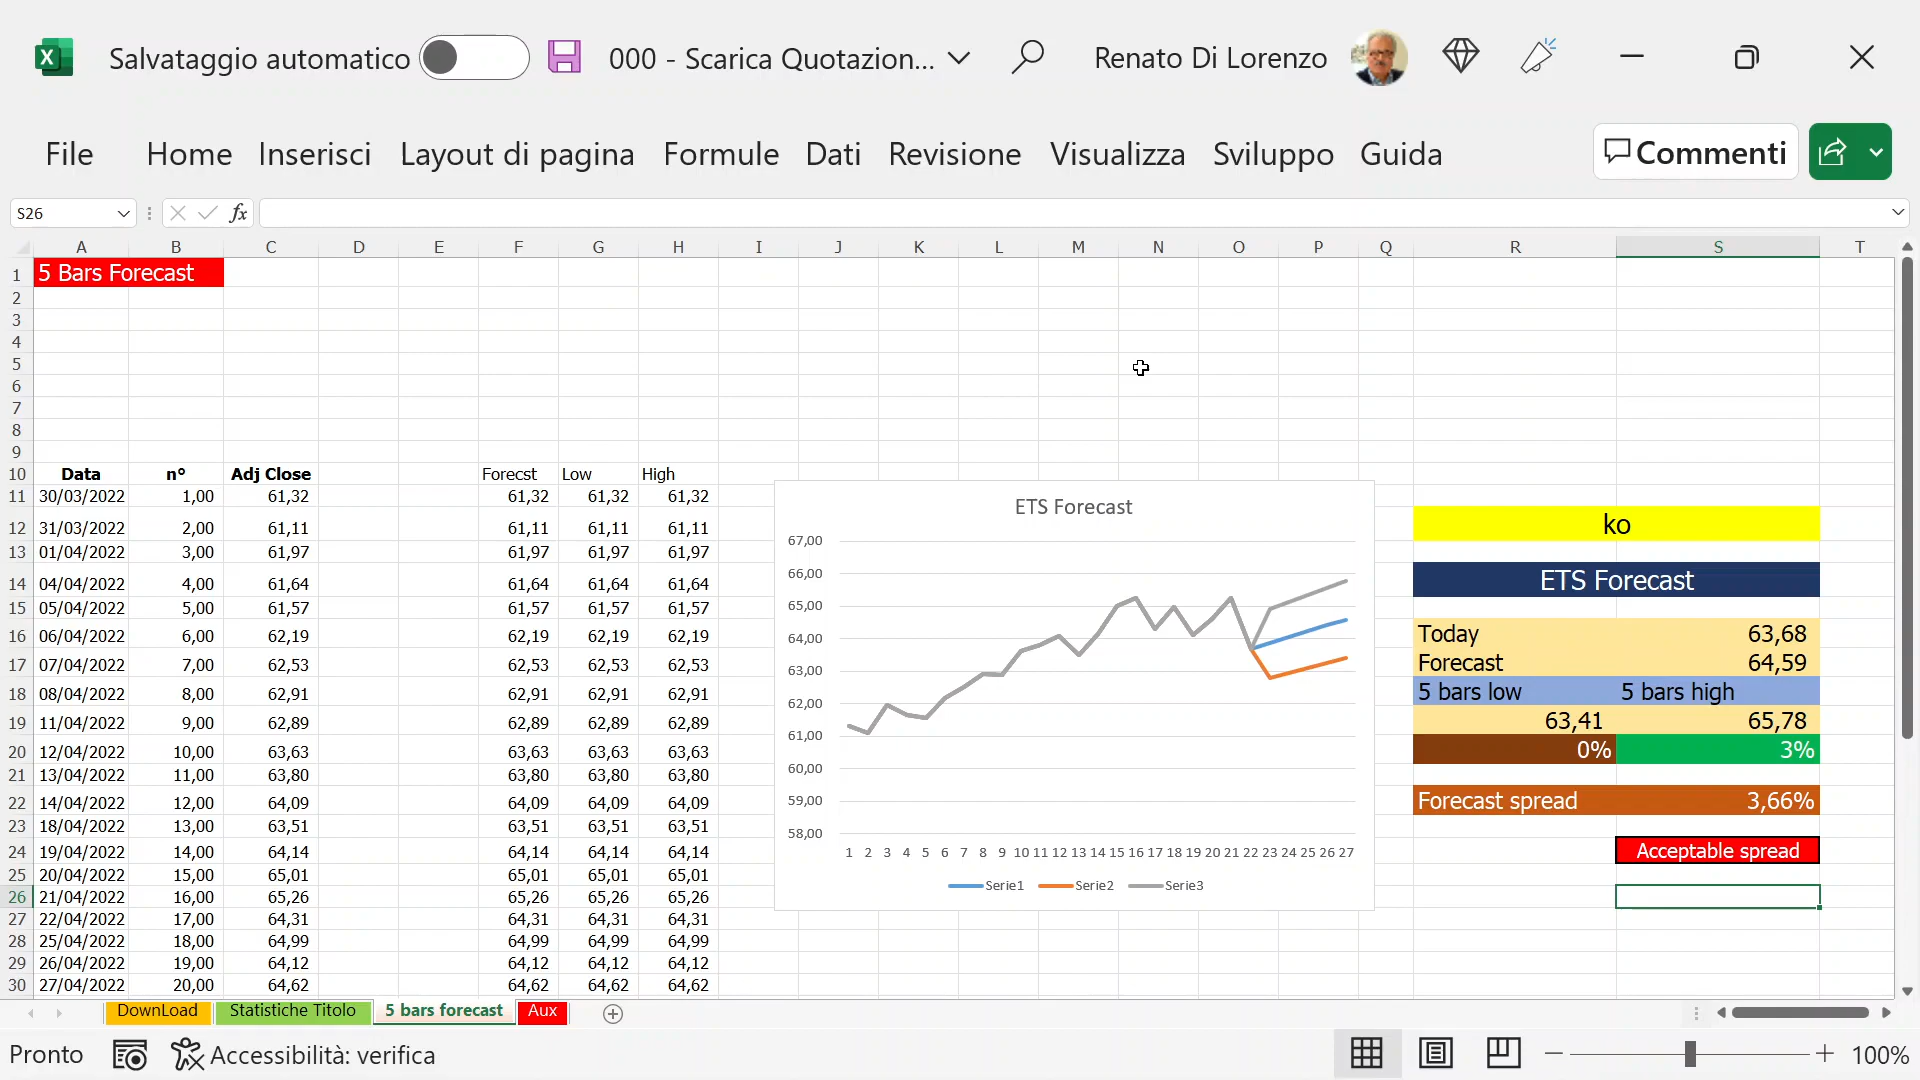 X Salvataggio automatico 000 - Scarica Quotazion... Renato Di Lorenzo
File Home Inserisci Layout di pagina Formule Dati Revisione Visualizza Sviluppo Guida Commenti
S26 fx
A B C D E F G H I J K L M N O P Q R S T
1 5 Bars Forecast
2
3
4
5
6
7
8
9
10 Data n° Adj Close Forecst Low High
11 30/03/2022 1,00 61,32 61,32 61,32 61,32
12 31/03/2022 2,00 61,11 61,11 61,11 61,11
13 01/04/2022 3,00 61,97 61,97 61,97 61,97
14 04/04/2022 4,00 61,64 61,64 61,64 61,64
15 05/04/2022 5,00 61,57 61,57 61,57 61,57
16 06/04/2022 6,00 62,19 62,19 62,19 62,19
17 07/04/2022 7,00 62,53 62,53 62,53 62,53
18 08/04/2022 8,00 62,91 62,91 62,91 62,91
19 11/04/2022 9,00 62,89 62,89 62,89 62,89
20 12/04/2022 10,00 63,63 63,63 63,63 63,63
21 13/04/2022 11,00 63,80 63,80 63,80 63,80
22 14/04/2022 12,00 64,09 64,09 64,09 64,09
23 18/04/2022 13,00 63,51 63,51 63,51 63,51
24 19/04/2022 14,00 64,14 64,14 64,14 64,14
25 20/04/2022 15,00 65,01 65,01 65,01 65,01
26 21/04/2022 16,00 65,26 65,26 65,26 65,26
27 22/04/2022 17,00 64,31 64,31 64,31 64,31
28 25/04/2022 18,00 64,99 64,99 64,99 64,99
29 26/04/2022 19,00 64,12 64,12 64,12 64,12
30 27/04/2022 20,00 64,62 64,62 64,62 64,62
ETS Forecast
67,00
66,00
65,00
64,00
63,00
62,00
61,00
60,00
59,00
58,00
1 2 3 4 5 6 7 8 9 10 11 12 13 14 15 16 17 18 19 20 21 22 23 24 25 26 27
Serie1 Serie2 Serie3
ko
ETS Forecast
Today 63,68
Forecast 64,59
5 bars low 5 bars high
63,41 65,78
0% 3%
Forecast spread 3,66%
Acceptable spread
DownLoad Statistiche Titolo 5 bars forecast Aux
Pronto Accessibilità: verifica 100%